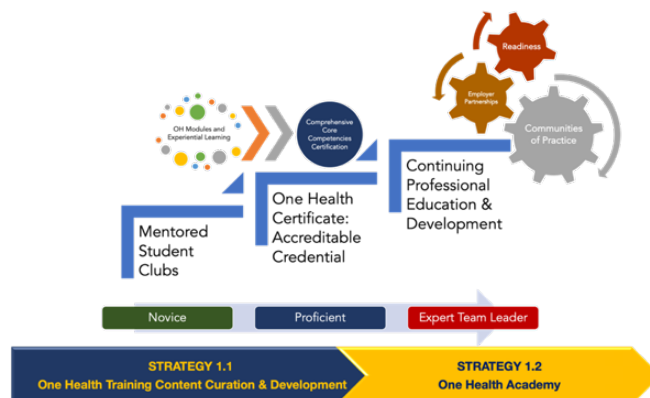 Readiness
Employer
Partnerships
Communities
of Practice
OH Modules and
Experiential Learning
Comprehensive
Core
Competencies
Certification
Mentored
Student
Clubs
One Health
Certificate:
Accreditable
Credential
Continuing
Professional
Education &
Development
Novice
Proficient
Expert Team Leader
STRATEGY 1.1
One Health Training Content Curation & Development
STRATEGY 1.2
One Health Academy